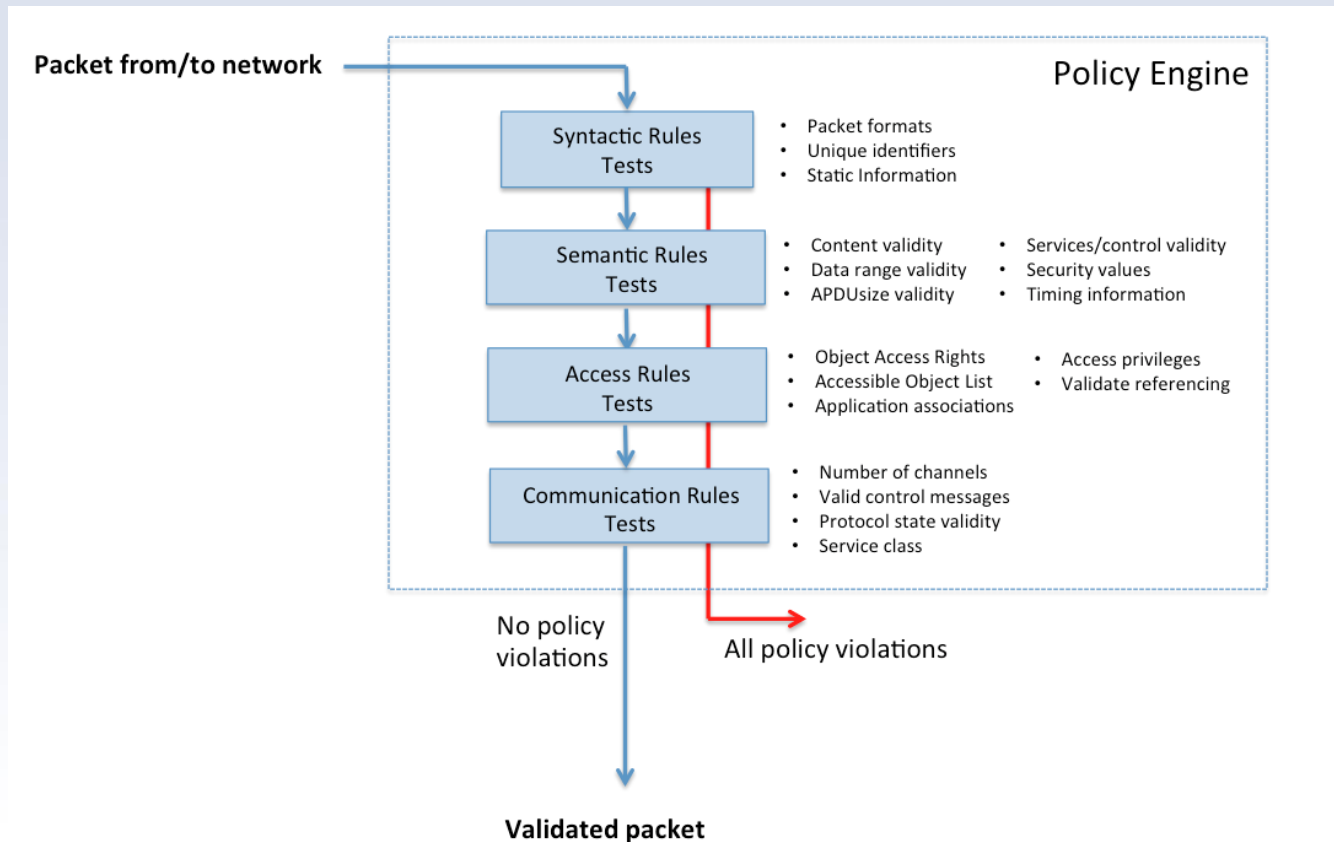 Packet from/to network
Policy Engine
Syntactic Rules
Tests
• Packet formats
• Unique identifiers
• Static Information
Semantic Rules
Tests
• Content validity
• Data range validity
• APDUsize validity
• Services/control validity
• Security values
• Timing information
Access Rules
Tests
• Object Access Rights
• Accessible Object List
• Application associations
• Access privileges
• Validate referencing
Communication Rules
Tests
• Number of channels
• Valid control messages
• Protocol state validity
• Service class
No policy
violations
All policy violations
Validated packet